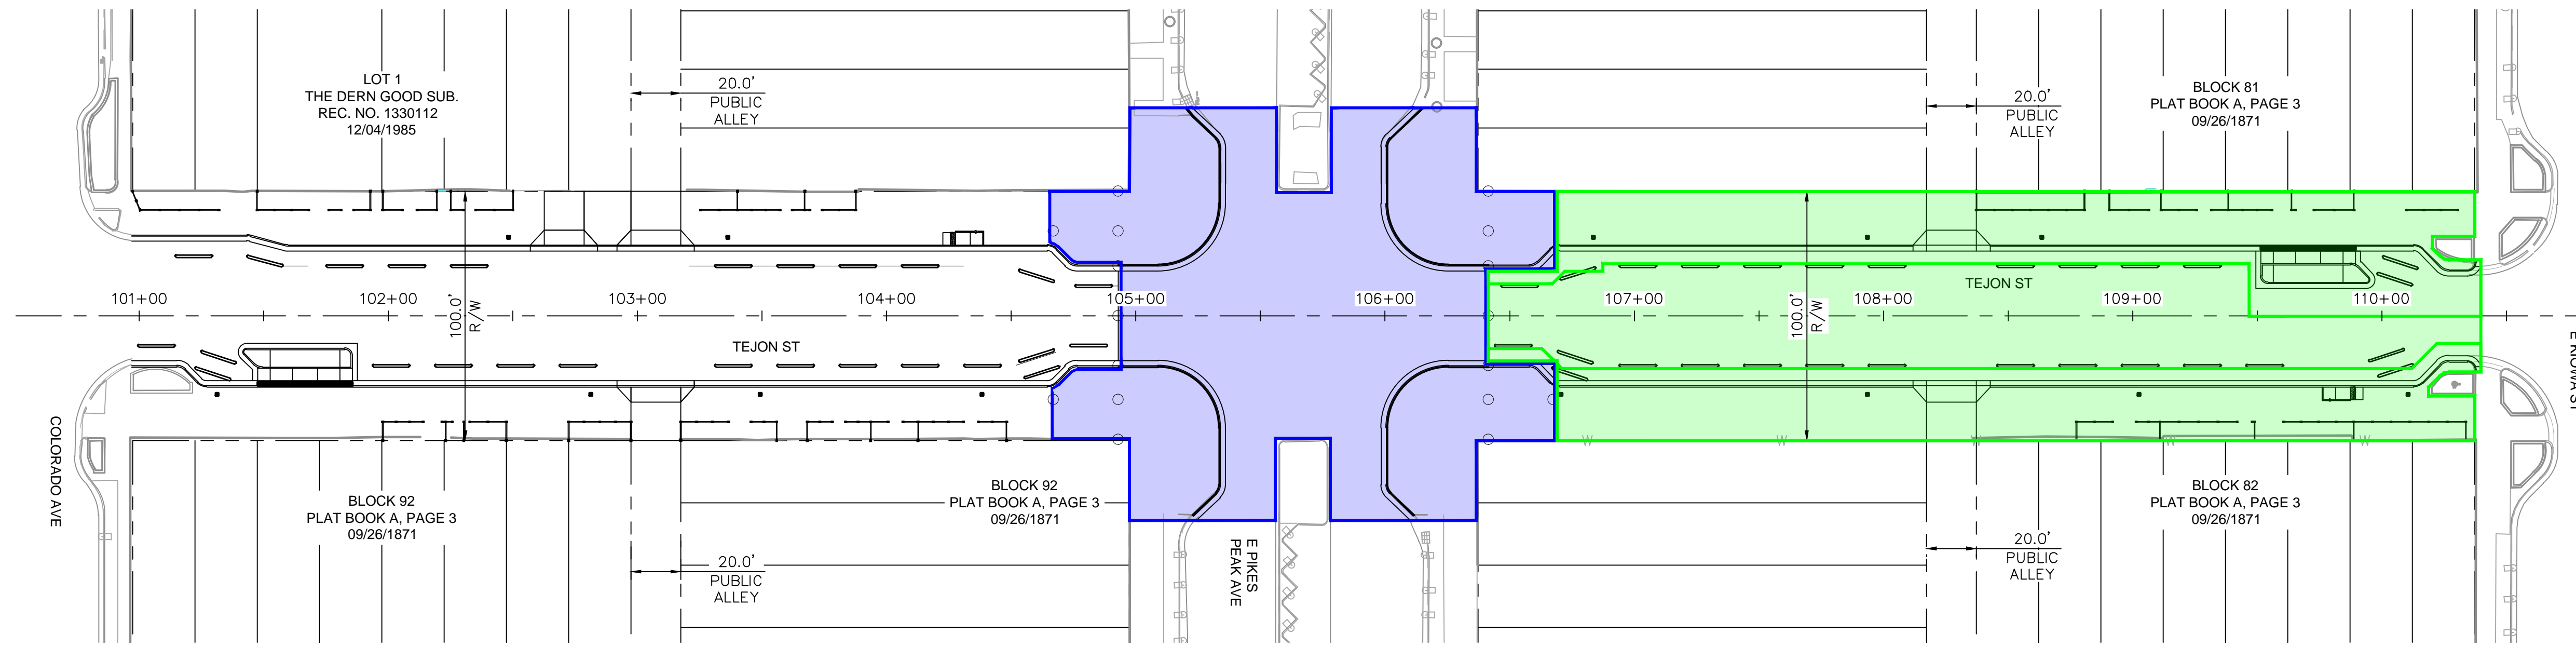 LOT 1
THE DERN GOOD SUB.
REC. NO. 1330112
12/04/1985
20.0'
PUBLIC
ALLEY
20.0'
PUBLIC
ALLEY
BLOCK 81
PLAT BOOK A, PAGE 3
09/26/1871
101+00
102+00
103+00
104+00
105+00
106+00
107+00
108+00
109+00
110+00
100.0'
R/W
100.0'
R/W
TEJON ST
TEJON ST
COLORADO AVE
E PIKES
PEAK AVE
W
W
W
W
W
BLOCK 92
PLAT BOOK A, PAGE 3
09/26/1871
BLOCK 92
PLAT BOOK A, PAGE 3
09/26/1871
BLOCK 82
PLAT BOOK A, PAGE 3
09/26/1871
20.0'
PUBLIC
ALLEY
20.0'
PUBLIC
ALLEY